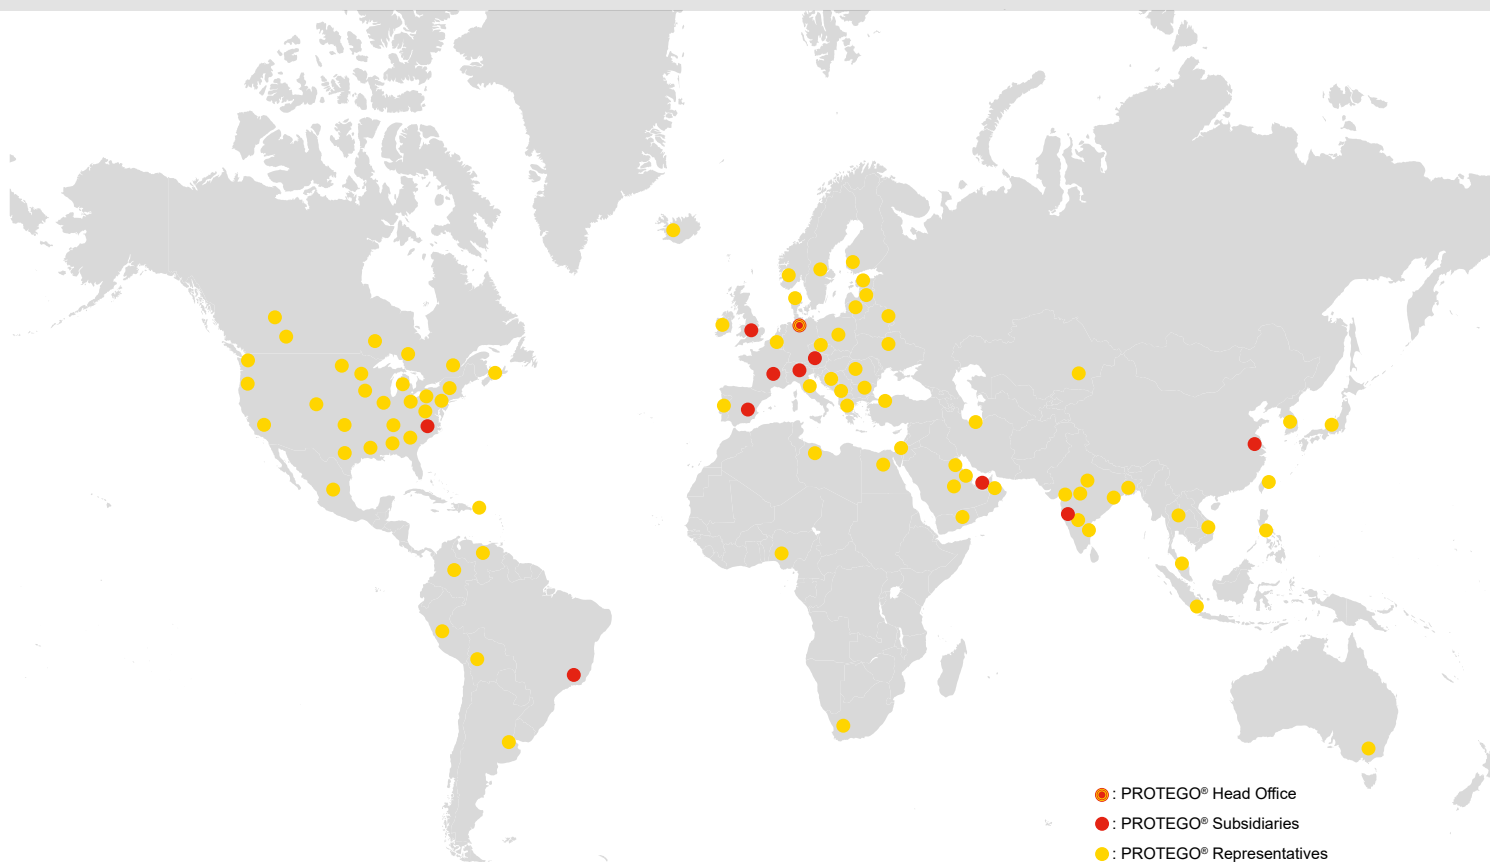 : PROTEGO® Head Office
: PROTEGO® Subsidiaries
: PROTEGO® Representatives